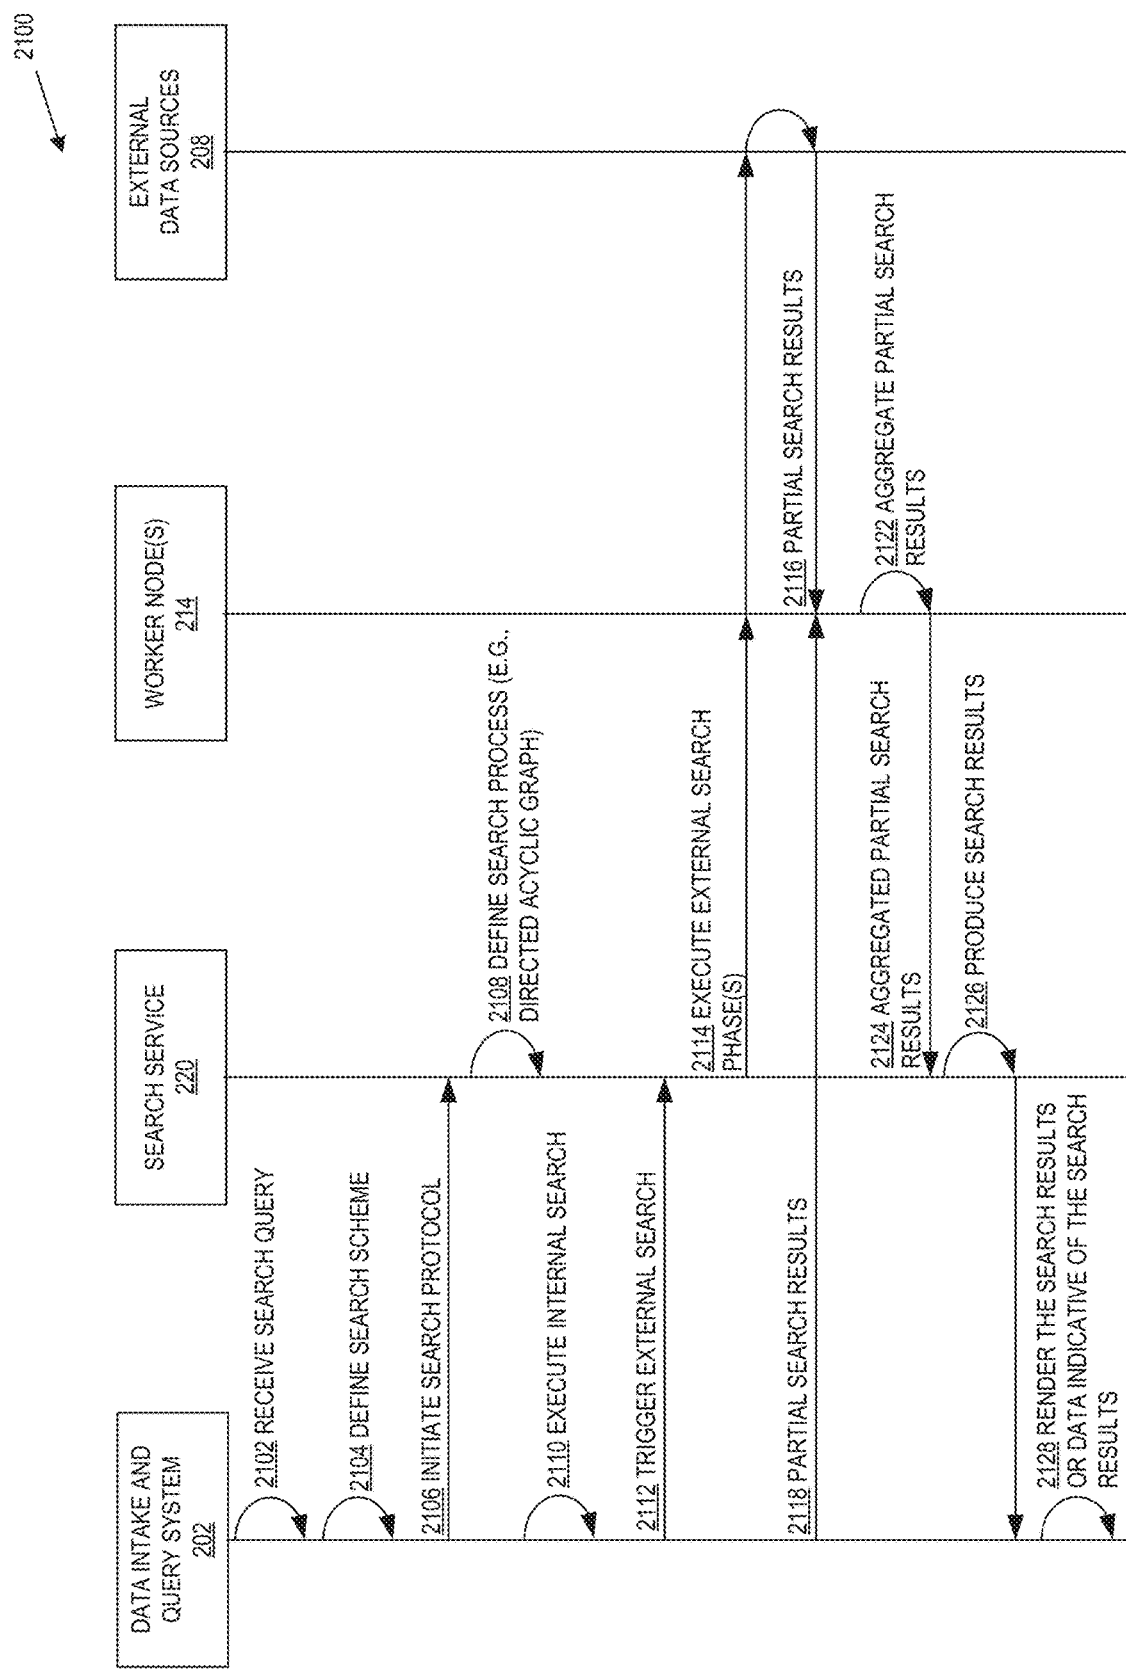 2100
DATA INTAKE AND
QUERY SYSTEM
202
SEARCH SERVICE
220
WORKER NODE(S)
214
EXTERNAL
DATA SOURCES
208
2102 RECEIVE SEARCH QUERY
2104 DEFINE SEARCH SCHEME
2106 INITIATE SEARCH PROTOCOL
2108 DEFINE SEARCH PROCESS (E.G.,
DIRECTED ACYCLIC GRAPH)
2110 EXECUTE INTERNAL SEARCH
2112 TRIGGER EXTERNAL SEARCH
2114 EXECUTE EXTERNAL SEARCH
PHASE(S)
2116 PARTIAL SEARCH RESULTS
2118 PARTIAL SEARCH RESULTS
2122 AGGREGATE PARTIAL SEARCH
RESULTS
2124 AGGREGATED PARTIAL SEARCH
RESULTS
2126 PRODUCE SEARCH RESULTS
2128 RENDER THE SEARCH RESULTS
OR DATA INDICATIVE OF THE SEARCH
RESULTS